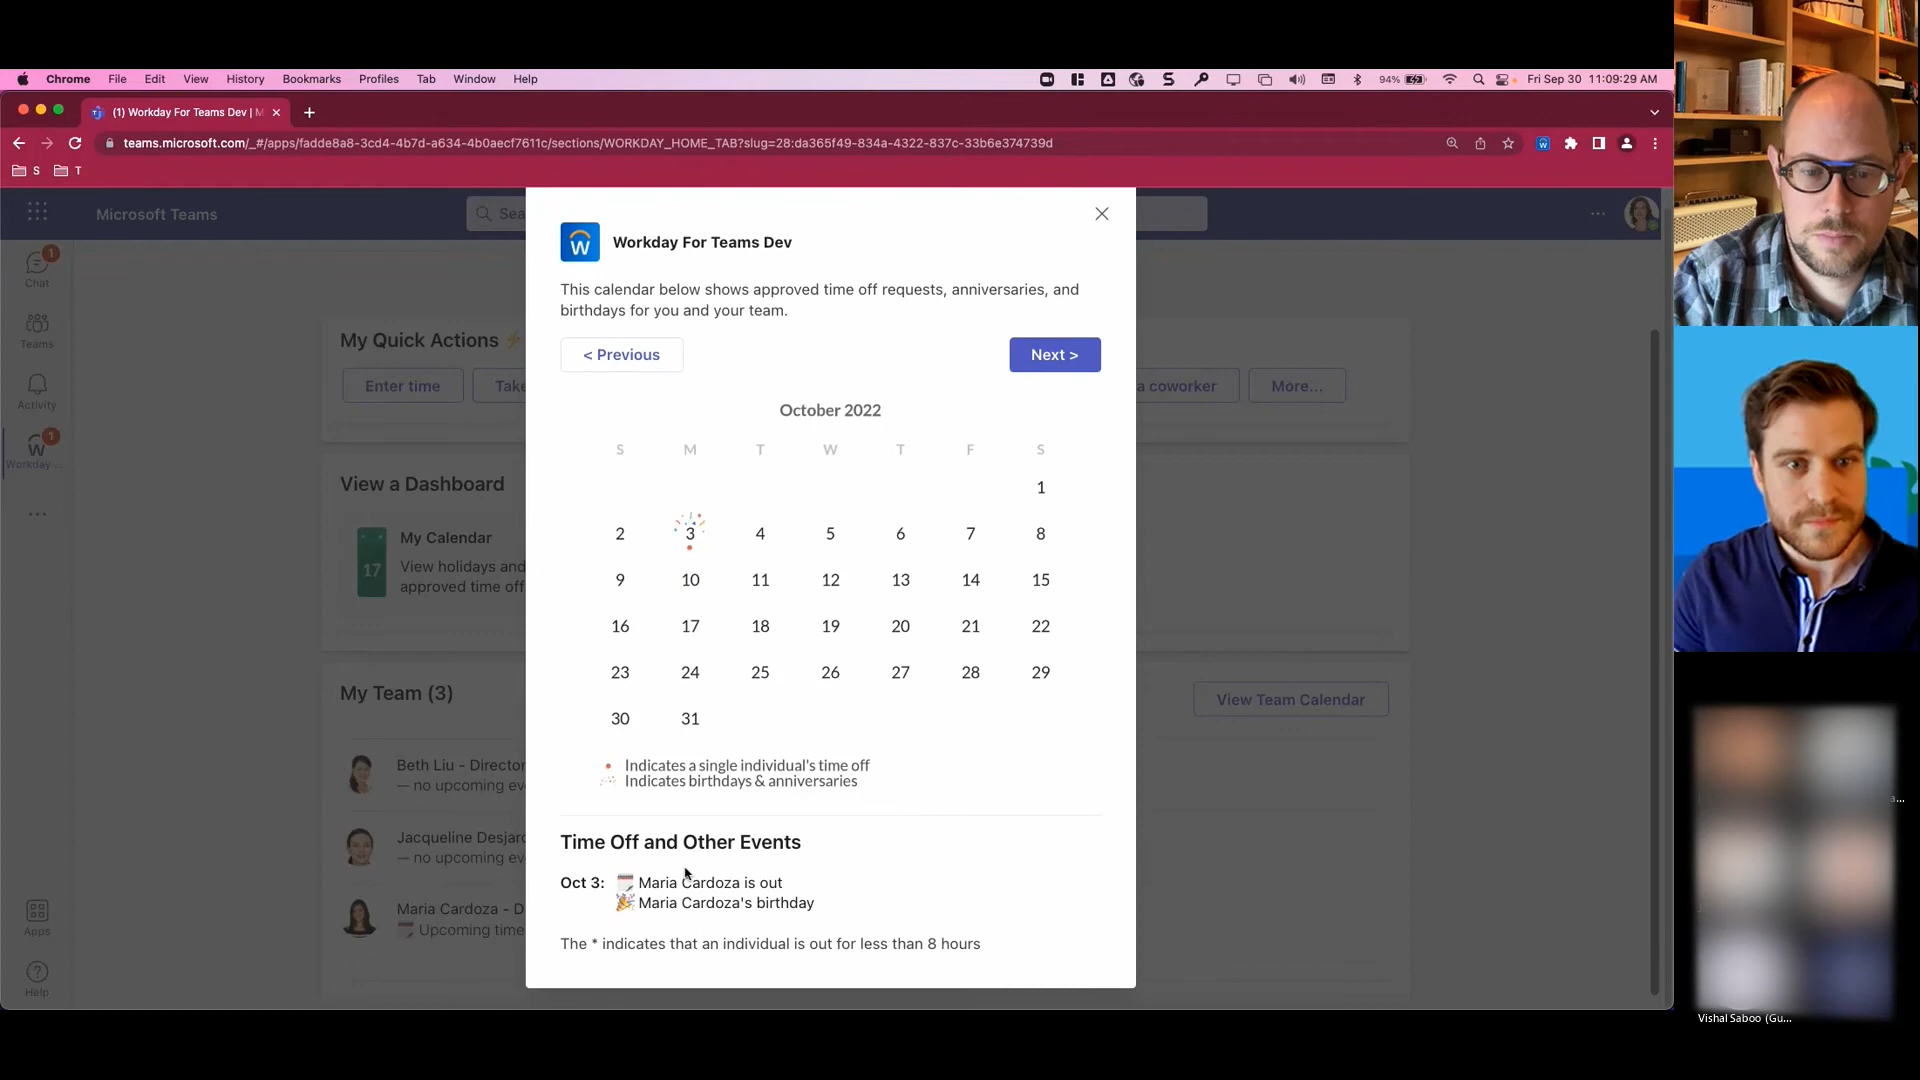 Chrome File Edit View History Bookmarks Profiles Tab Window Help 94% Fri Sep 30 11:09:29 AM
(1) Workday For Teams Dev | M
teams.microsoft.com/_#/apps/fadde8a8-3cd4-4b7d-a634-4b0aecf7611c/sections/WORKDAY_HOME_TAB?slug=28:da365f49-834a-4322-837c-33b6e374739d
S T
Microsoft Teams
Sea
1
Chat
Teams
Activity
1
Workday ...
Apps
Help
W Workday For Teams Dev
This calendar below shows approved time off requests, anniversaries, and
birthdays for you and your team.
< Previous Next >
My Quick Actions
Enter time Take a coworker More...
View a Dashboard
17
My Calendar
View holidays and
approved time off
My Team (3) View Team Calendar
Beth Liu - Director
— no upcoming ev
Jacqueline Desjar
— no upcoming ev
Maria Cardoza - D
Upcoming time
October 2022
S M T W T F S
1
2 3 4 5 6 7 8
9 10 11 12 13 14 15
16 17 18 19 20 21 22
23 24 25 26 27 28 29
30 31
Indicates a single individual's time off
Indicates birthdays & anniversaries
Time Off and Other Events
Oct 3: Maria Cardoza is out
Maria Cardoza's birthday
The * indicates that an individual is out for less than 8 hours
a...
Vishal Saboo (Gu...